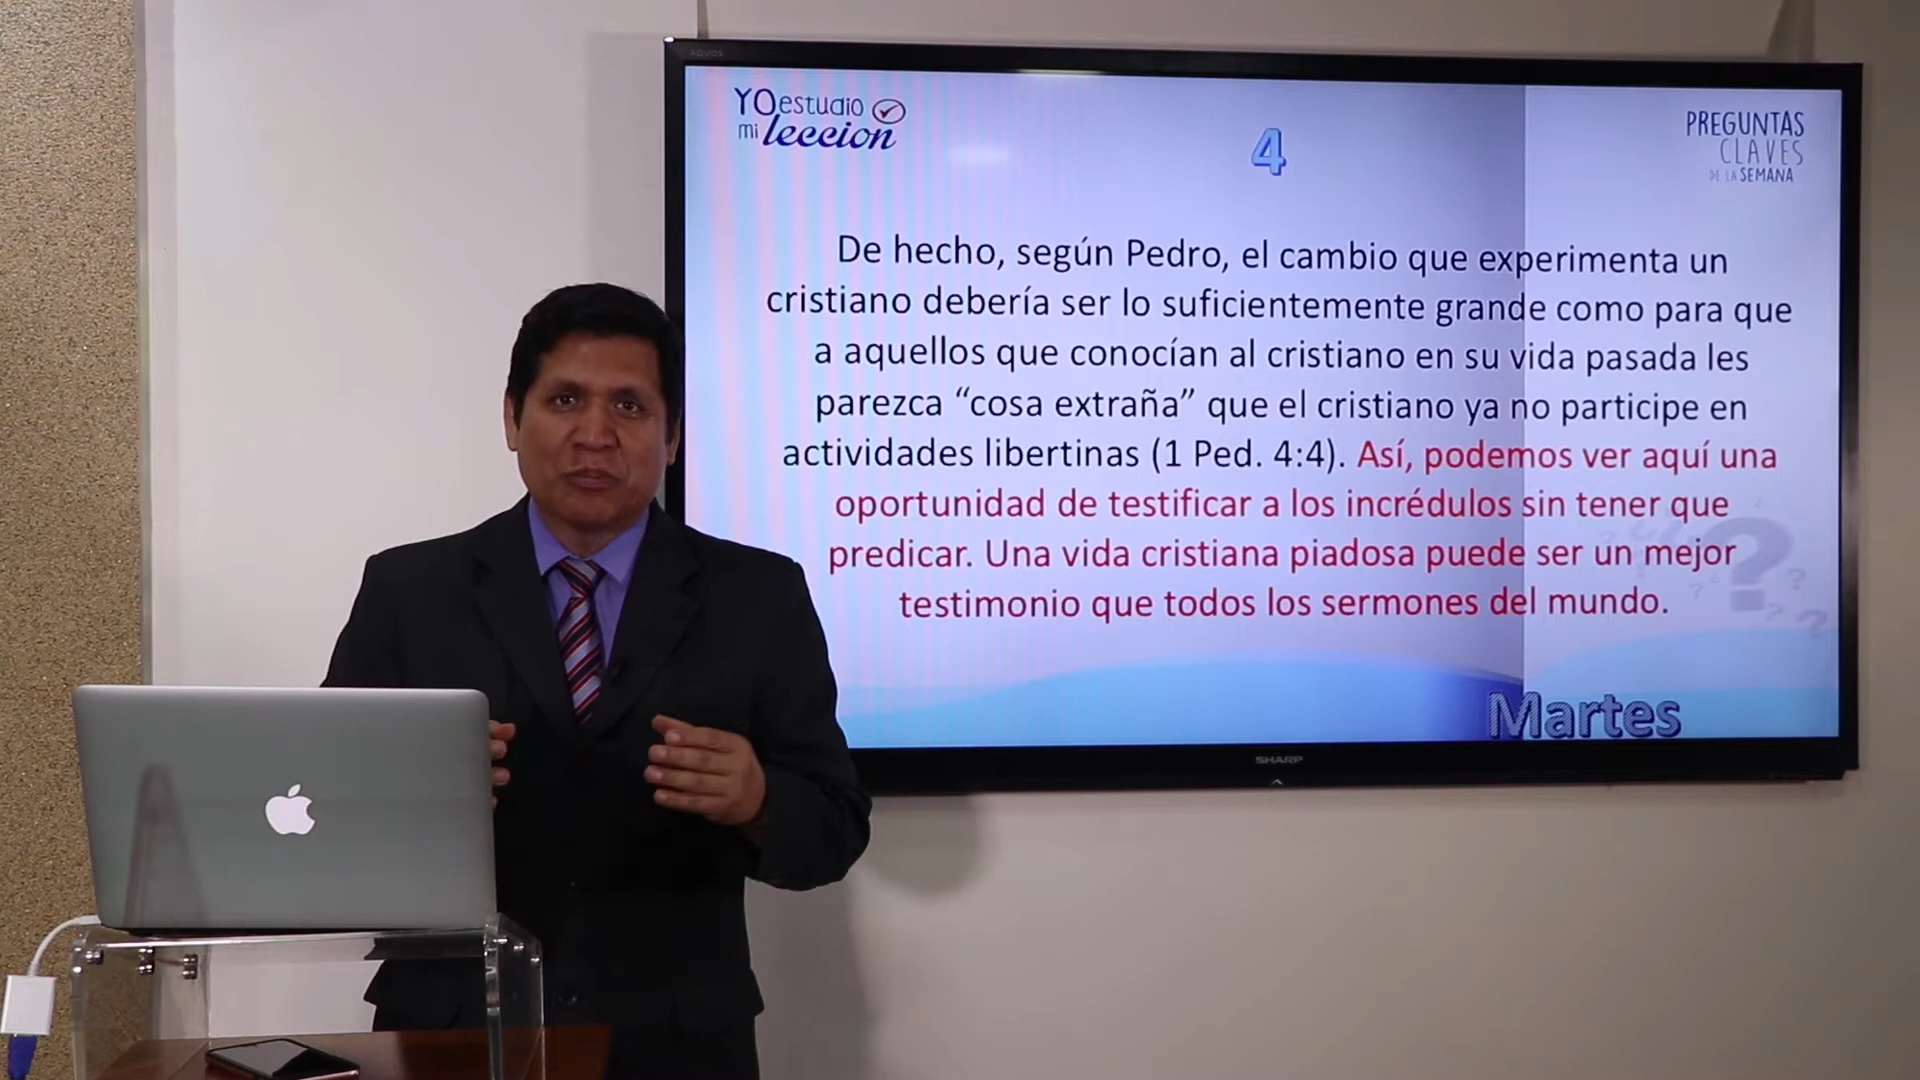 AQUOS
YOestudio
mi leccion
4
PREGUNTAS
CLAVES
DE LA SEMANA
De hecho, según Pedro, el cambio que experimenta un
cristiano debería ser lo suficientemente grande como para que
a aquellos que conocían al cristiano en su vida pasada les
parezca “cosa extraña” que el cristiano ya no participe en
actividades libertinas (1 Ped. 4:4). Así, podemos ver aquí una
oportunidad de testificar a los incrédulos sin tener que
predicar. Una vida cristiana piadosa puede ser un mejor
testimonio que todos los sermones del mundo.
Martes
SHARP